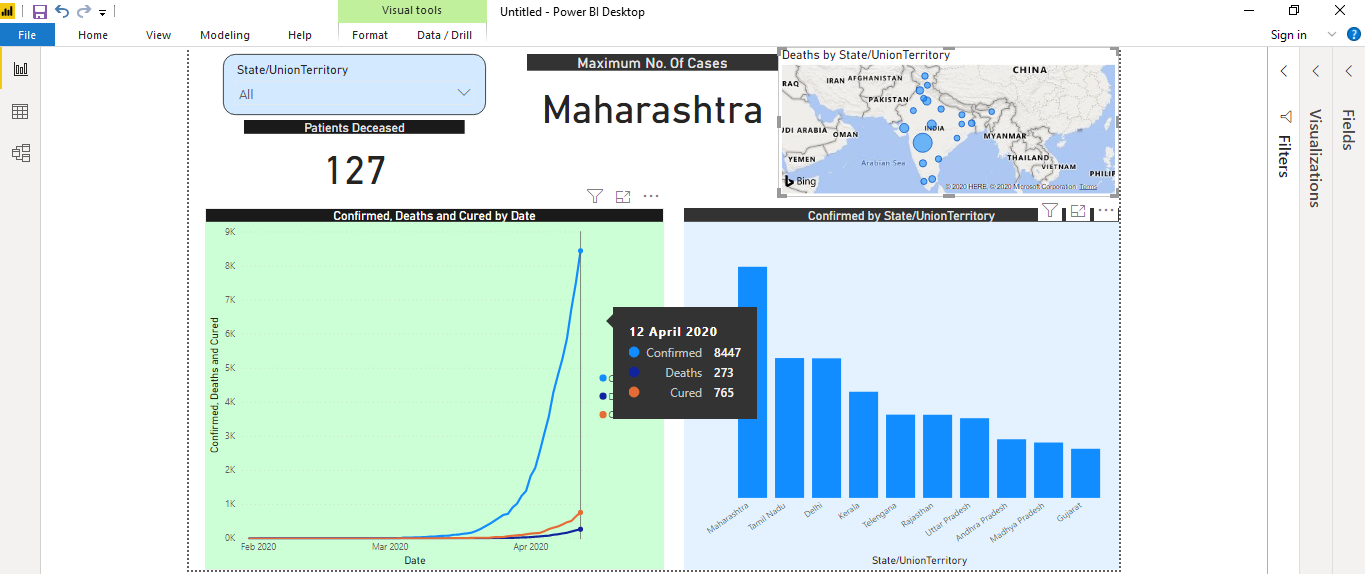 Visual tools
Untitled - Power BI Desktop
File Home View Modeling Help Format Data / Drill
Sign in
?
State/UnionTerritory
All
Patients Deceased
127
Maximum No. Of Cases
Maharashtra
Deaths by State/UnionTerritory
CHINA
IRAN AFGHANISTAN
PAKISTAN
OMAN
INDIA
MYANMAR
YEMEN
Arabian Sea
THAILAND
VIETNAM
Bing
© 2020 HERE, © 2020 Microsoft Corporation Terms
Filters
Visualizations
Fields
Confirmed, Deaths and Cured by Date
Confirmed, Deaths and Cured
9K
8K
7K
6K
5K
4K
3K
2K
1K
0K
Feb 2020 Mar 2020 Apr 2020
Date
12 April 2020
Confirmed 8447
Deaths 273
Cured 765
Confirmed by State/UnionTerritory
Maharashtra
Tamil Nadu
Delhi
Kerala
Telengana
Rajasthan
Uttar Pradesh
Andhra Pradesh
Madhya Pradesh
Gujarat
State/UnionTerritory